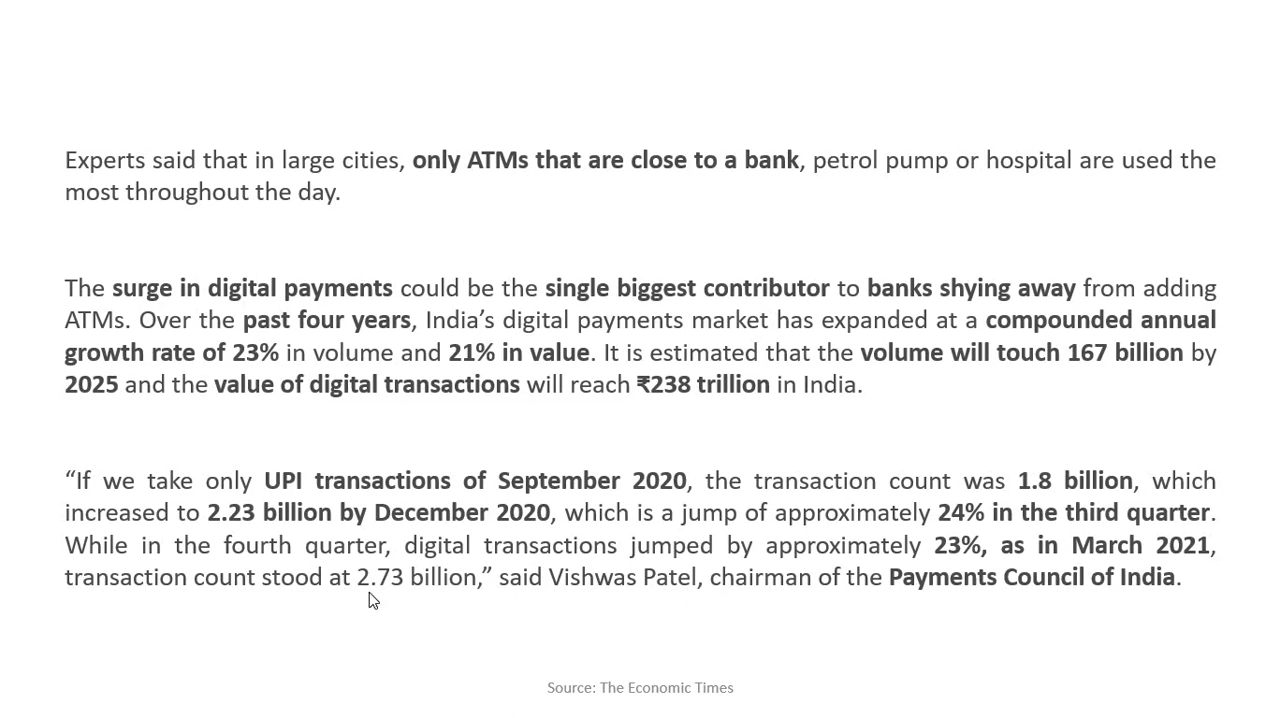 Experts said that in large cities, only ATMs that are close to a bank, petrol pump or hospital are used the
most throughout the day.
The surge in digital payments could be the single biggest contributor to banks shying away from adding
ATMs. Over the past four years, India’s digital payments market has expanded at a compounded annual
growth rate of 23% in volume and 21% in value. It is estimated that the volume will touch 167 billion by
2025 and the value of digital transactions will reach ₹238 trillion in India.
“If we take only UPI transactions of September 2020, the transaction count was 1.8 billion, which
increased to 2.23 billion by December 2020, which is a jump of approximately 24% in the third quarter.
While in the fourth quarter, digital transactions jumped by approximately 23%, as in March 2021,
transaction count stood at 2.73 billion,” said Vishwas Patel, chairman of the Payments Council of India.
Source: The Economic Times